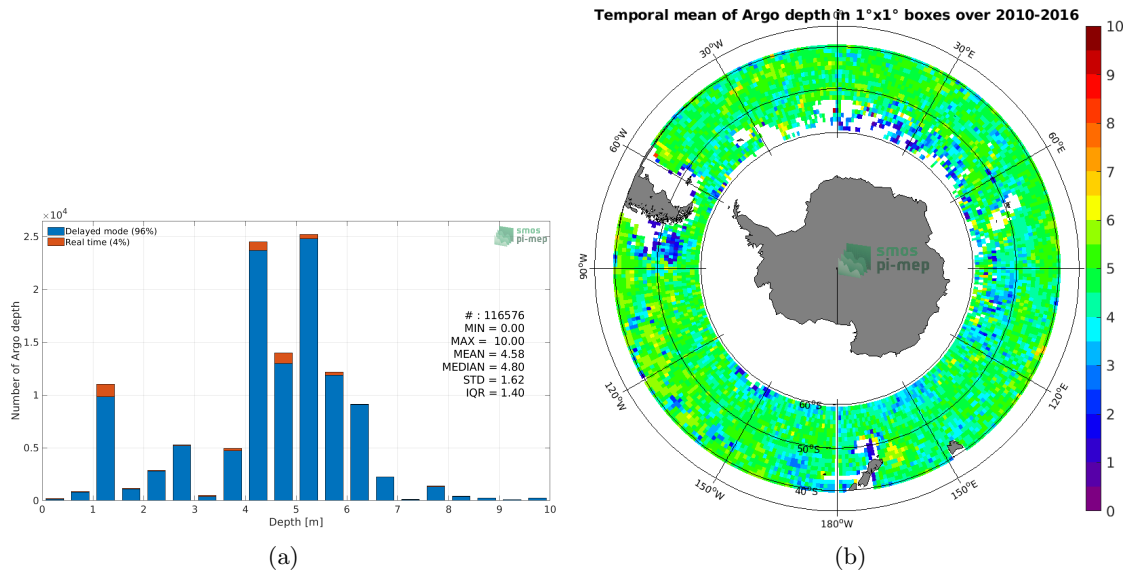 ×10⁴
2.5
2
1.5
1
0.5
0
Number of Argo depth
Delayed mode (96%)
Real time (4%)
smos
pi-mep
# : 116576
MIN = 0.00
MAX = 10.00
MEAN = 4.58
MEDIAN = 4.80
STD = 1.62
IQR = 1.40
0 1 2 3 4 5 6 7 8 9 10
Depth [m]
(a)
Temporal mean of Argo depth in 1°x1° boxes over 2010-2016
0°
30°W
30°E
60°W
60°E
90°W
smos
pi-mep
120°W
120°E
60°S
50°S
40°S
150°W
150°E
180°W
10
9
8
7
6
5
4
3
2
1
0
(b)